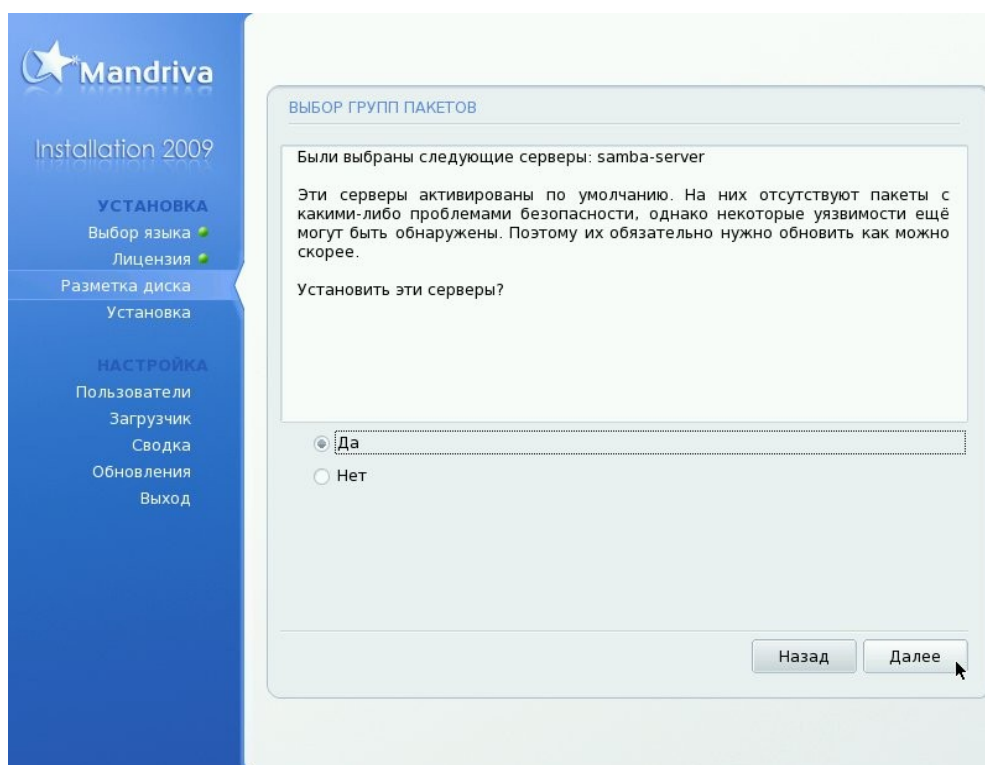 Mandriva
Installation 2009
УСТАНОВКА
Выбор языка
Лицензия
Разметка диска
Установка
НАСТРОЙКА
Пользователи
Загрузчик
Сводка
Обновления
Выход
ВЫБОР ГРУПП ПАКЕТОВ
Были выбраны следующие серверы: samba-server
Эти серверы активированы по умолчанию. На них отсутствуют пакеты с
какими-либо проблемами безопасности, однако некоторые уязвимости ещё
могут быть обнаружены. Поэтому их обязательно нужно обновить как можно
скорее.
Установить эти серверы?
Да
Нет
Назад
Далее